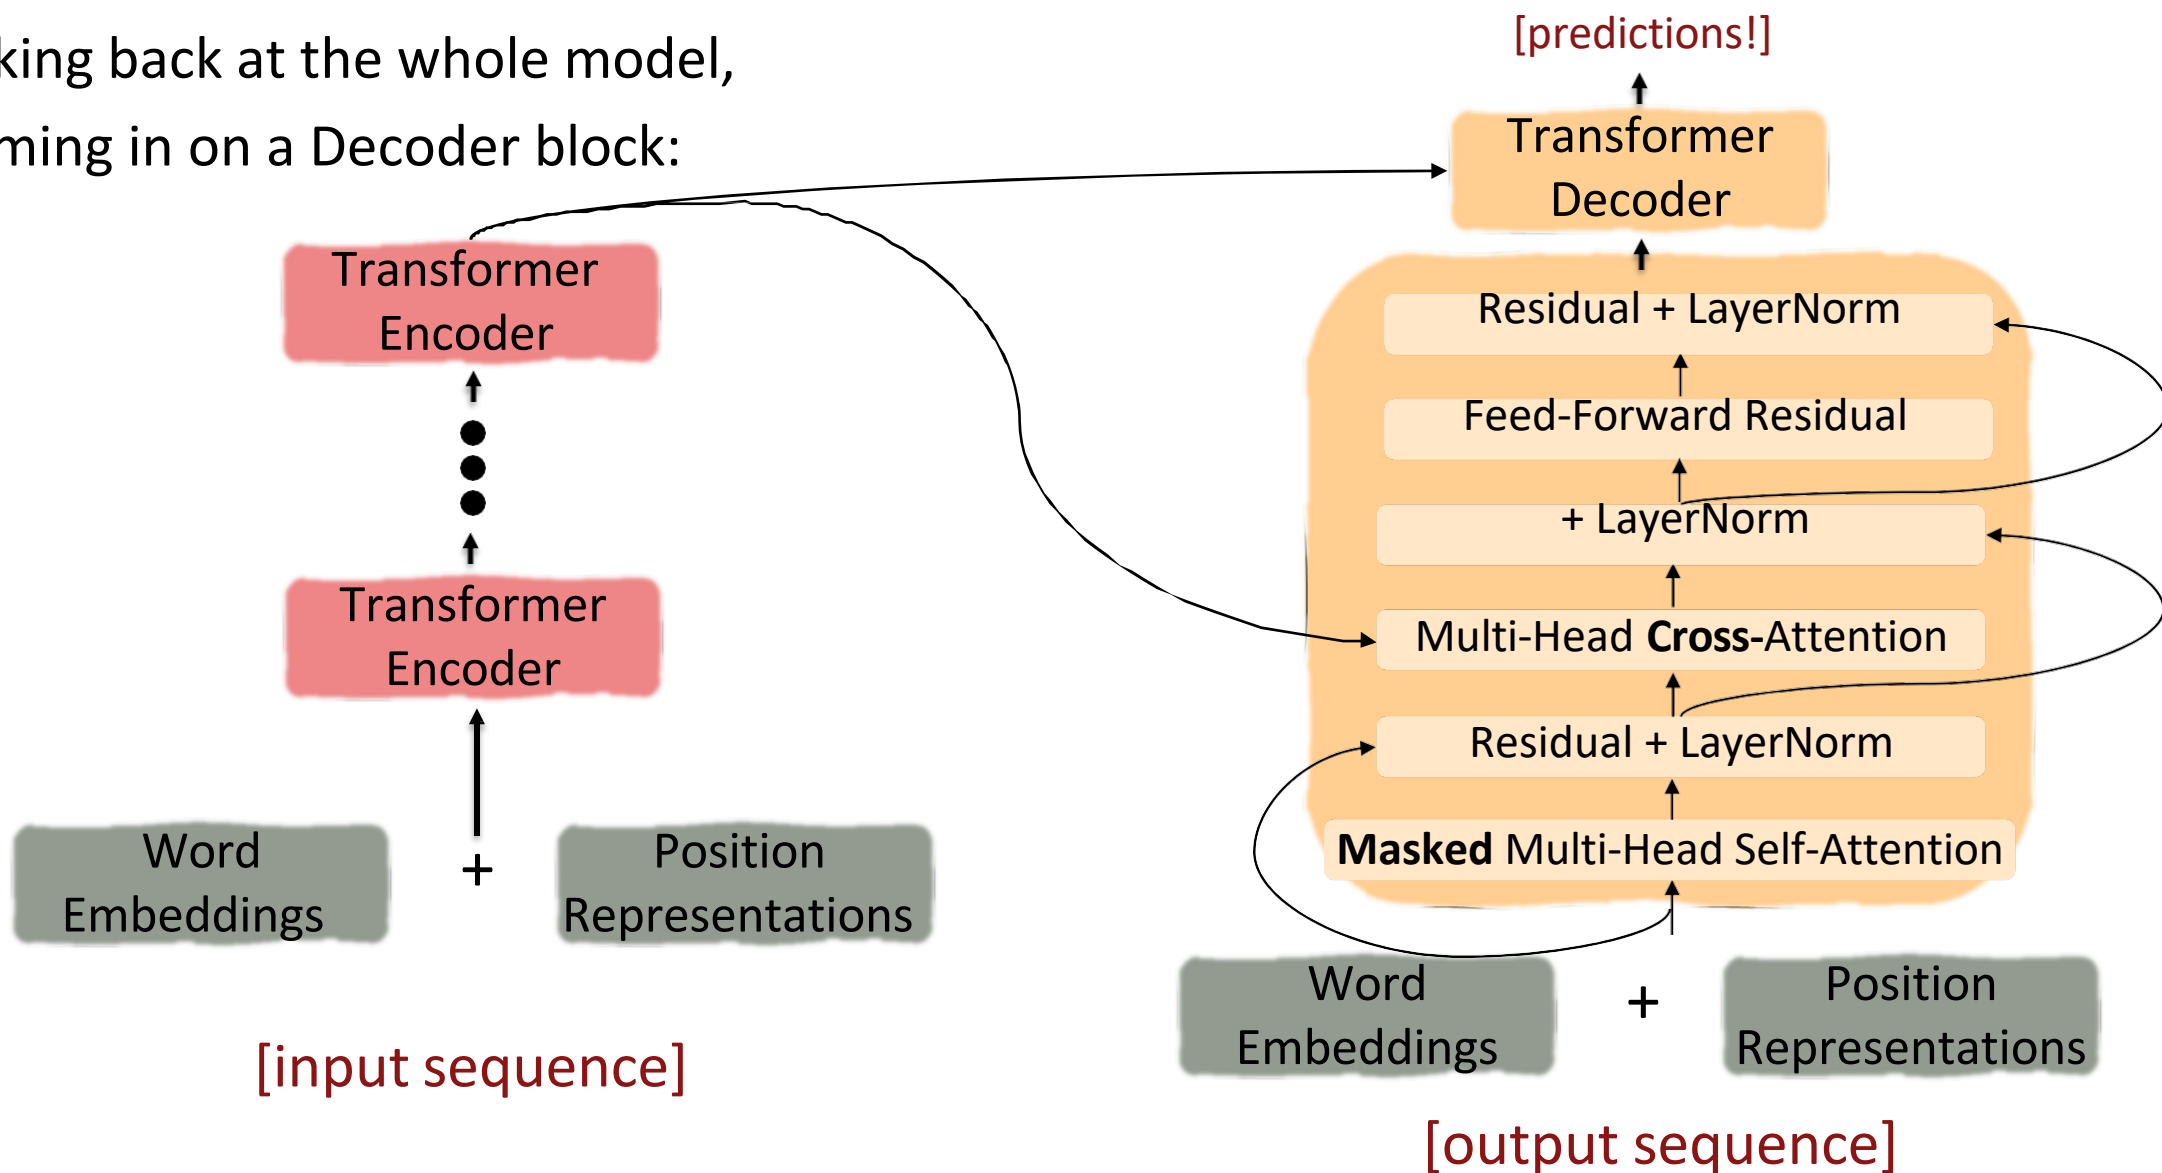 king back at the whole model,
ming in on a Decoder block:
Transformer
Encoder
Transformer
Encoder
Word
Embeddings
+
Position
Representations
[input sequence]
[predictions!]
Transformer
Decoder
Residual + LayerNorm
Feed-Forward Residual
+ LayerNorm
Multi-Head Cross-Attention
Residual + LayerNorm
Masked Multi-Head Self-Attention
Word
Embeddings
+
Position
Representations
[output sequence]